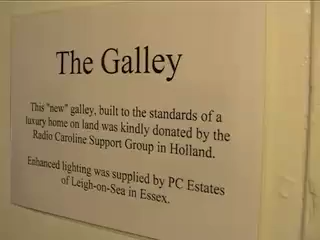 The Galley
This "new" galley, built to the standards of a
luxury home on land was kindly donated by the
Radio Caroline Support Group in Holland.
Enhanced lighting was supplied by PC Estates
of Leigh-on-Sea in Essex.